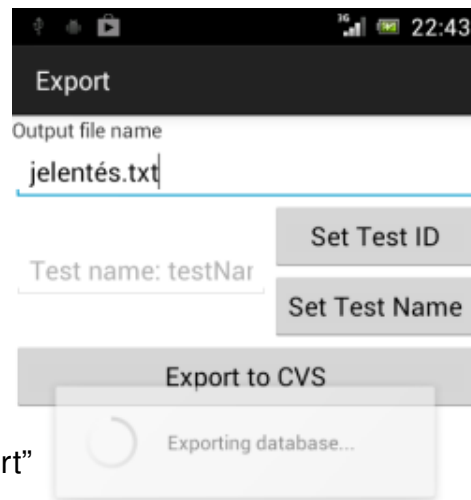 3G 22:43
Export
Output file name
jelentés.txt
Set Test ID
Test name: testNar
Set Test Name
Export to CVS
Exporting database...
rt”